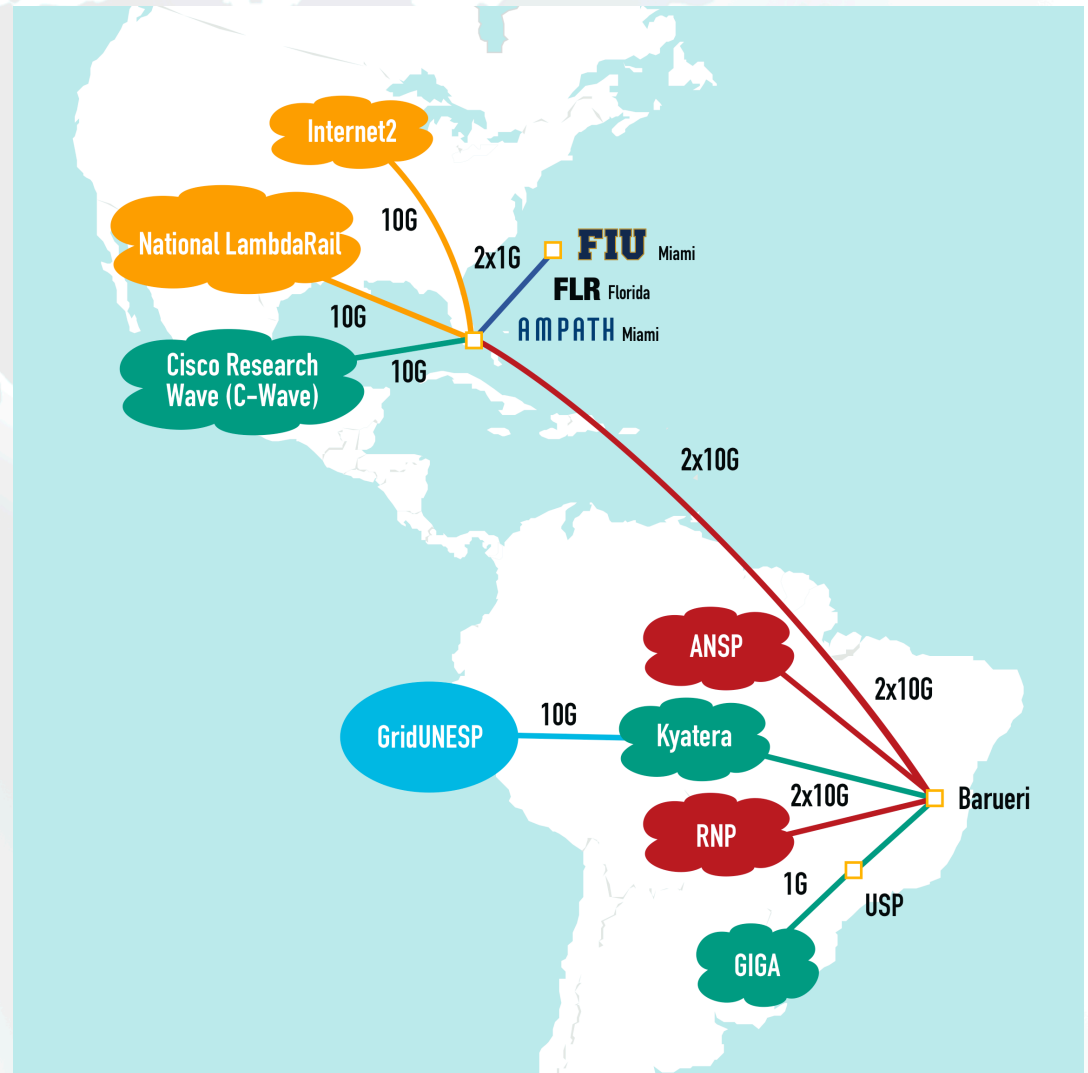 Internet2
10G
National LambdaRail
2x1G
FIU Miami
FLR Florida
10G
AMPATH Miami
Cisco Research
Wave (C-Wave)
10G
2x10G
ANSP
2x10G
10G
GridUNESP
Kyatera
2x10G
Barueri
RNP
1G
USP
GIGA